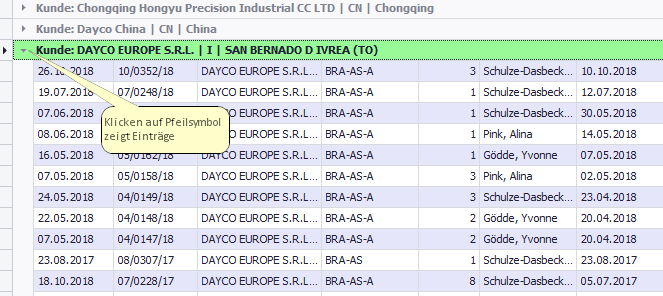 Kunde: Chongqing Hongyu Precision Industrial CC LTD | CN | Chongqing
Kunde: Dayco China | CN | China
Kunde: DAYCO EUROPE S.R.L. | I | SAN BERNADO D IVREA (TO)
26.10.2018 10/0352/18 DAYCO EUROPE S.R.L... BRA-AS-A 3 Schulze-Dasbeck... 10.10.2018
19.07.2018 07/0248/18 DAYCO EUROPE S.R.L... BRA-AS-A 1 Schulze-Dasbeck... 12.07.2018
07.06 DAYCO EUROPE S.R.L... BRA-AS-A 1 Schulze-Dasbeck... 30.05.2018
08.06 DAYCO EUROPE S.R.L... BRA-AS-A 1 Pink, Alina 14.05.2018
16.05.2018 05/0162/18 DAYCO EUROPE S.R.L... BRA-AS-A 1 Gödde, Yvonne 07.05.2018
07.05.2018 05/0158/18 DAYCO EUROPE S.R.L... BRA-AS-A 3 Pink, Alina 02.05.2018
24.05.2018 04/0149/18 DAYCO EUROPE S.R.L... BRA-AS-A 3 Schulze-Dasbeck... 23.04.2018
22.05.2018 04/0148/18 DAYCO EUROPE S.R.L... BRA-AS-A 2 Gödde, Yvonne 20.04.2018
07.05.2018 04/0147/18 DAYCO EUROPE S.R.L... BRA-AS-A 2 Gödde, Yvonne 20.04.2018
23.08.2017 08/0307/17 DAYCO EUROPE S.R.L... BRA-AS 1 Schulze-Dasbeck... 23.08.2017
18.10.2018 07/0228/17 DAYCO EUROPE S.R.L... BRA-AS-A 8 Schulze-Dasbeck... 05.07.2017
Klicken auf Pfeilsymbol
zeigt Einträge